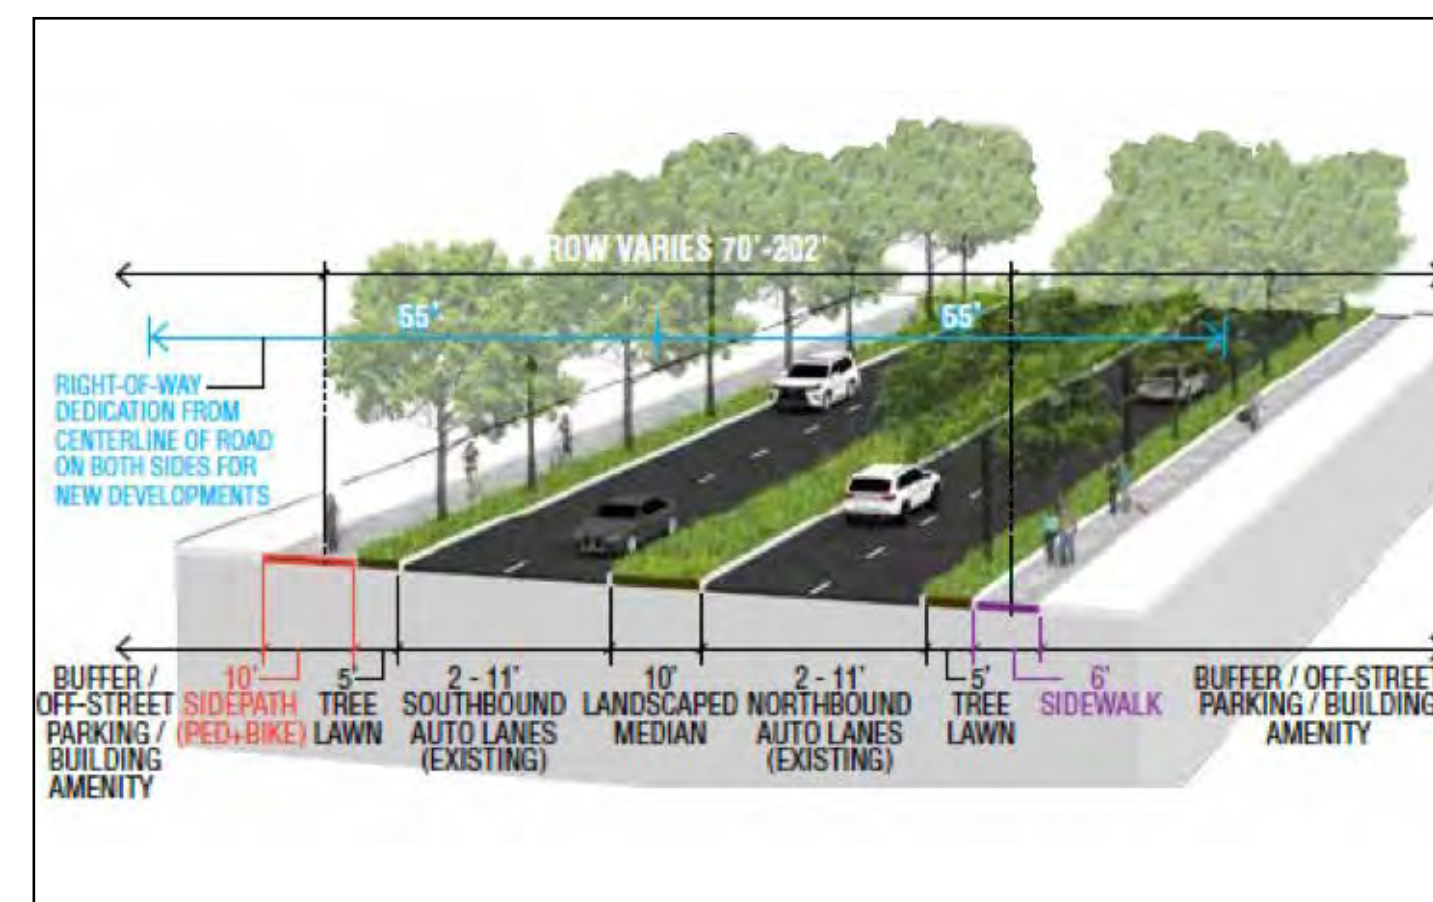 ROW VARIES 70'-202'
55'
55'
RIGHT-OF-WAY
DEDICATION FROM
CENTERLINE OF ROAD
ON BOTH SIDES FOR
NEW DEVELOPMENTS
BUFFER /
OFF-STREET
PARKING /
BUILDING
AMENITY
10'
SIDEPATH
(PED+BIKE)
5'
TREE
LAWN
2 - 11'
SOUTHBOUND
AUTO LANES
(EXISTING)
10'
LANDSCAPED
MEDIAN
2 - 11'
NORTHBOUND
AUTO LANES
(EXISTING)
5'
TREE
LAWN
6'
SIDEWALK
BUFFER / OFF-STREET
PARKING / BUILDING
AMENITY